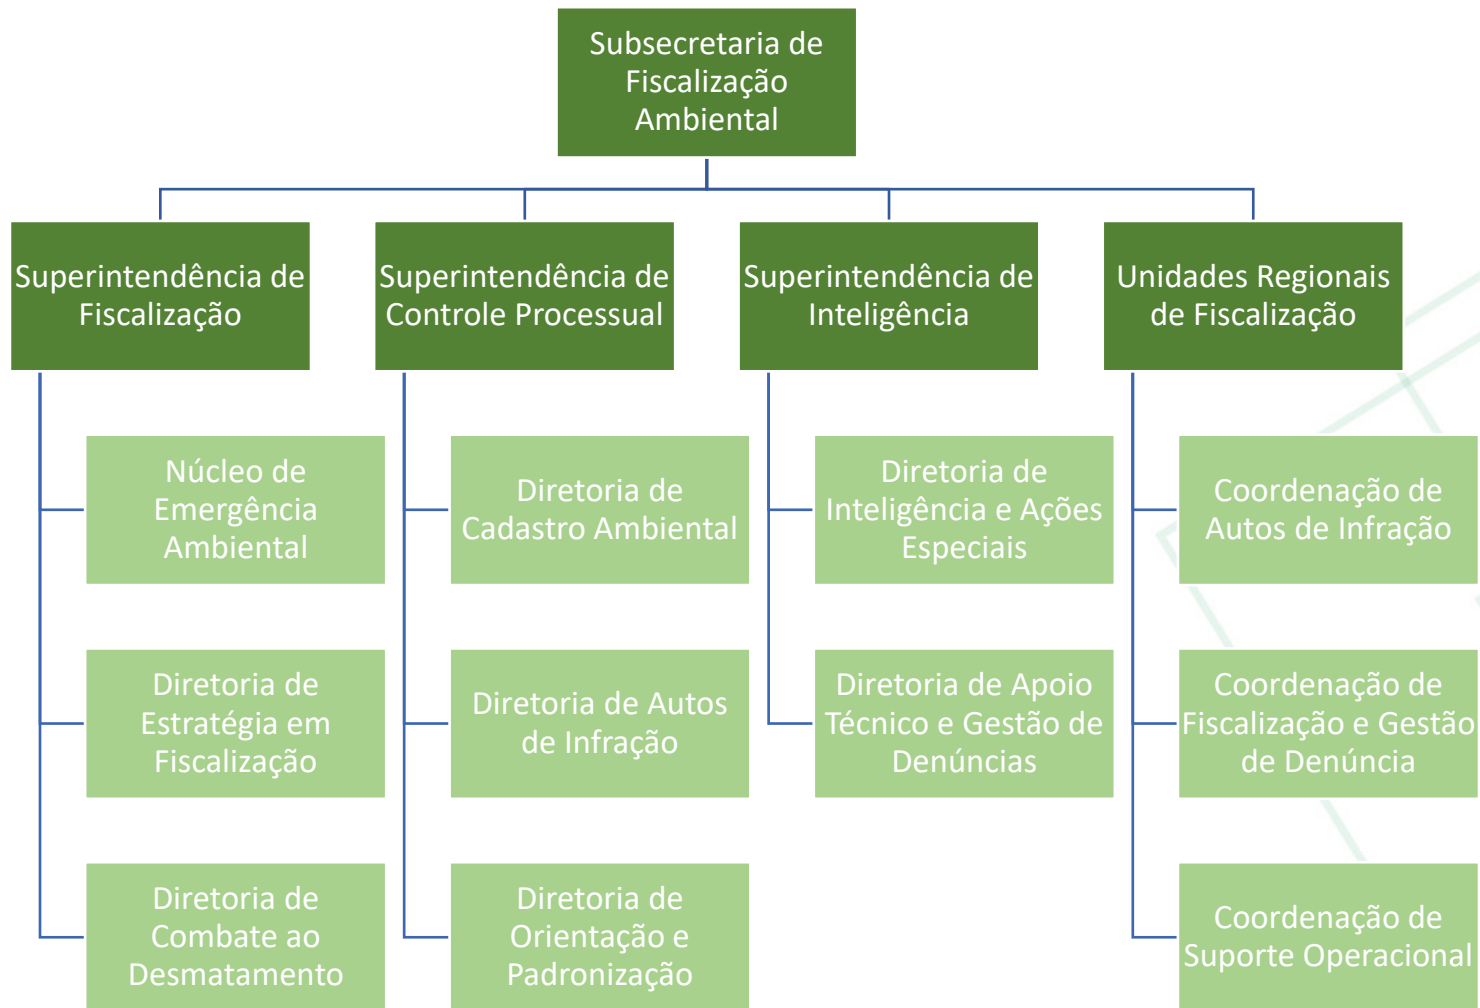 Subsecretaria de
Fiscalização
Ambiental
Superintendência de
Fiscalização
Superintendência de
Controle Processual
Superintendência de
Inteligência
Unidades Regionais
de Fiscalização
Núcleo de
Emergência
Ambiental
Diretoria de
Cadastro Ambiental
Diretoria de
Inteligência e Ações
Especiais
Coordenação de
Autos de Infração
Diretoria de
Estratégia em
Fiscalização
Diretoria de Autos
de Infração
Diretoria de Apoio
Técnico e Gestão de
Denúncias
Coordenação de
Fiscalização e Gestão
de Denúncia
Diretoria de
Combate ao
Desmatamento
Diretoria de
Orientação e
Padronização
Coordenação de
Suporte Operacional